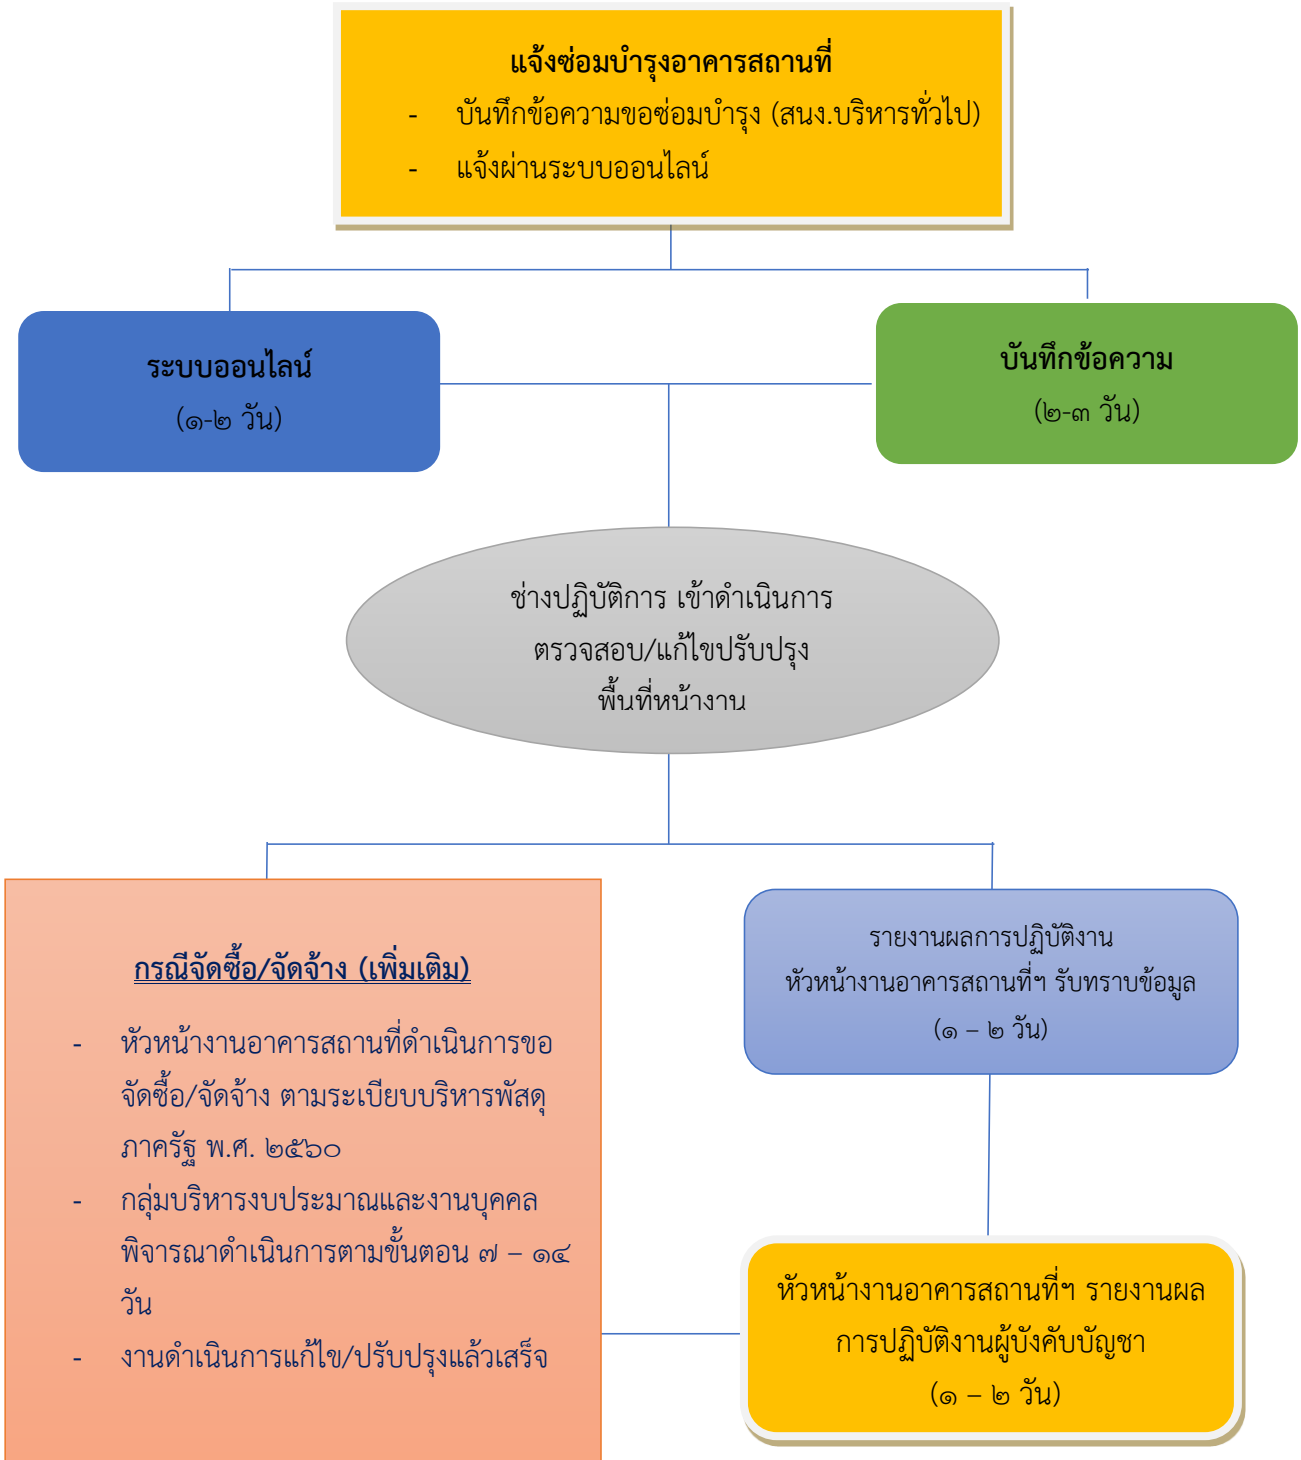 แจ้งซ่อมบำรุงอาคารสถานที่
- บันทึกข้อความขอซ่อมบำรุง (สนง.บริหารทั่วไป)
- แจ้งผ่านระบบออนไลน์
ระบบออนไลน์
(๑-๒ วัน)
บันทึกข้อความ
(๒-๓ วัน)
ช่างปฏิบัติการ เข้าดำเนินการ
ตรวจสอบ/แก้ไขปรับปรุง
พื้นที่หน้างาน
กรณีจัดซื้อ/จัดจ้าง (เพิ่มเติม)
- หัวหน้างานอาคารสถานที่ดำเนินการขอ
จัดซื้อ/จัดจ้าง ตามระเบียบบริหารพัสดุ
ภาครัฐ พ.ศ. ๒๕๖๐
- กลุ่มบริหารงบประมาณและงานบุคคล
พิจารณาดำเนินการตามขั้นตอน ๗ – ๑๔
วัน
- งานดำเนินการแก้ไข/ปรับปรุงแล้วเสร็จ
รายงานผลการปฏิบัติงาน
หัวหน้างานอาคารสถานที่ฯ รับทราบข้อมูล
(๑ – ๒ วัน)
หัวหน้างานอาคารสถานที่ฯ รายงานผล
การปฏิบัติงานผู้บังคับบัญชา
(๑ – ๒ วัน)